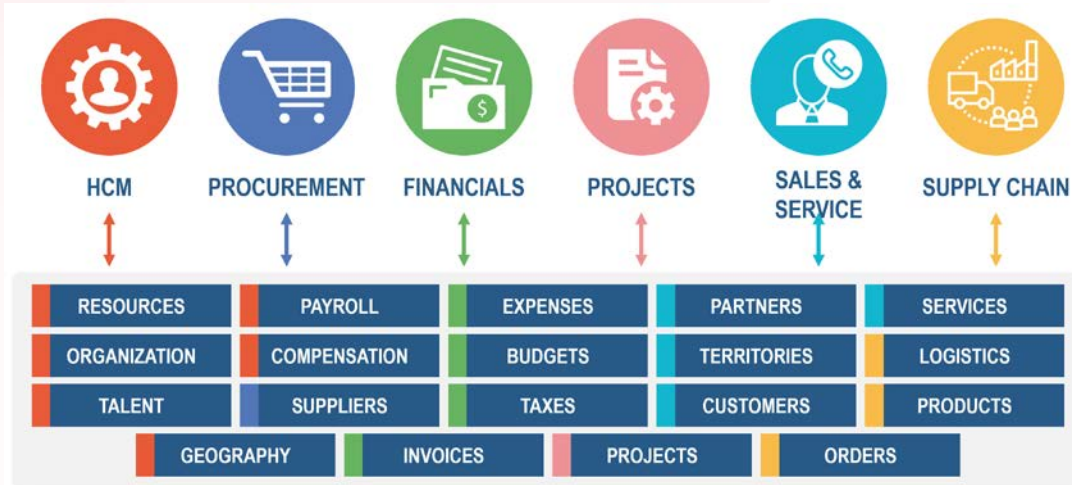 $
HCM
PROCUREMENT
FINANCIALS
PROJECTS
SALES &
SERVICE
SUPPLY CHAIN
RESOURCES
PAYROLL
EXPENSES
PARTNERS
SERVICES
ORGANIZATION
COMPENSATION
BUDGETS
TERRITORIES
LOGISTICS
TALENT
SUPPLIERS
TAXES
CUSTOMERS
PRODUCTS
GEOGRAPHY
INVOICES
PROJECTS
ORDERS